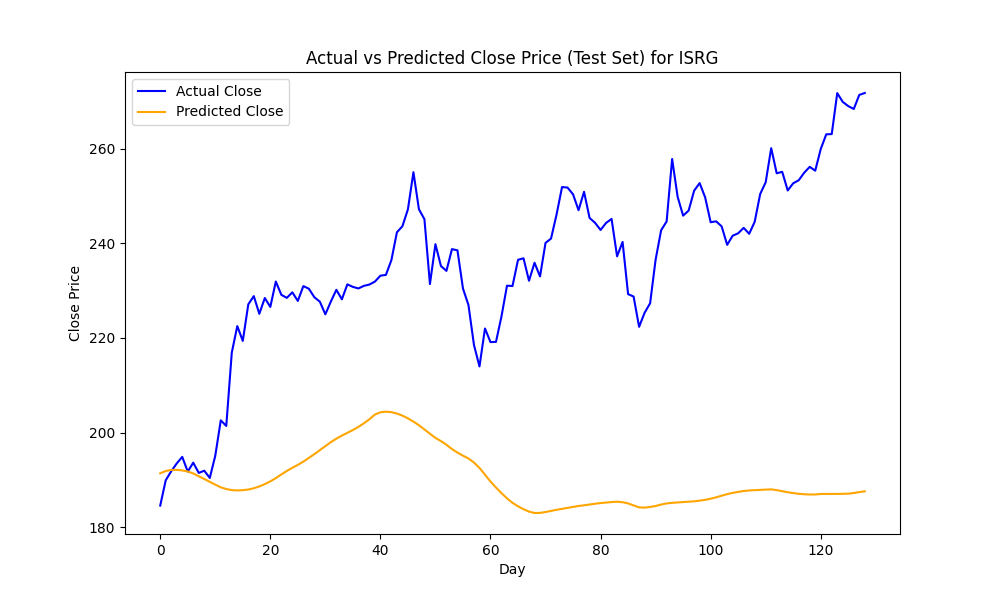 Actual vs Predicted Close Price (Test Set) for ISRG
Actual Close
Predicted Close
Close Price
260
240
220
200
180
0 20 40 60 80 100 120
Day